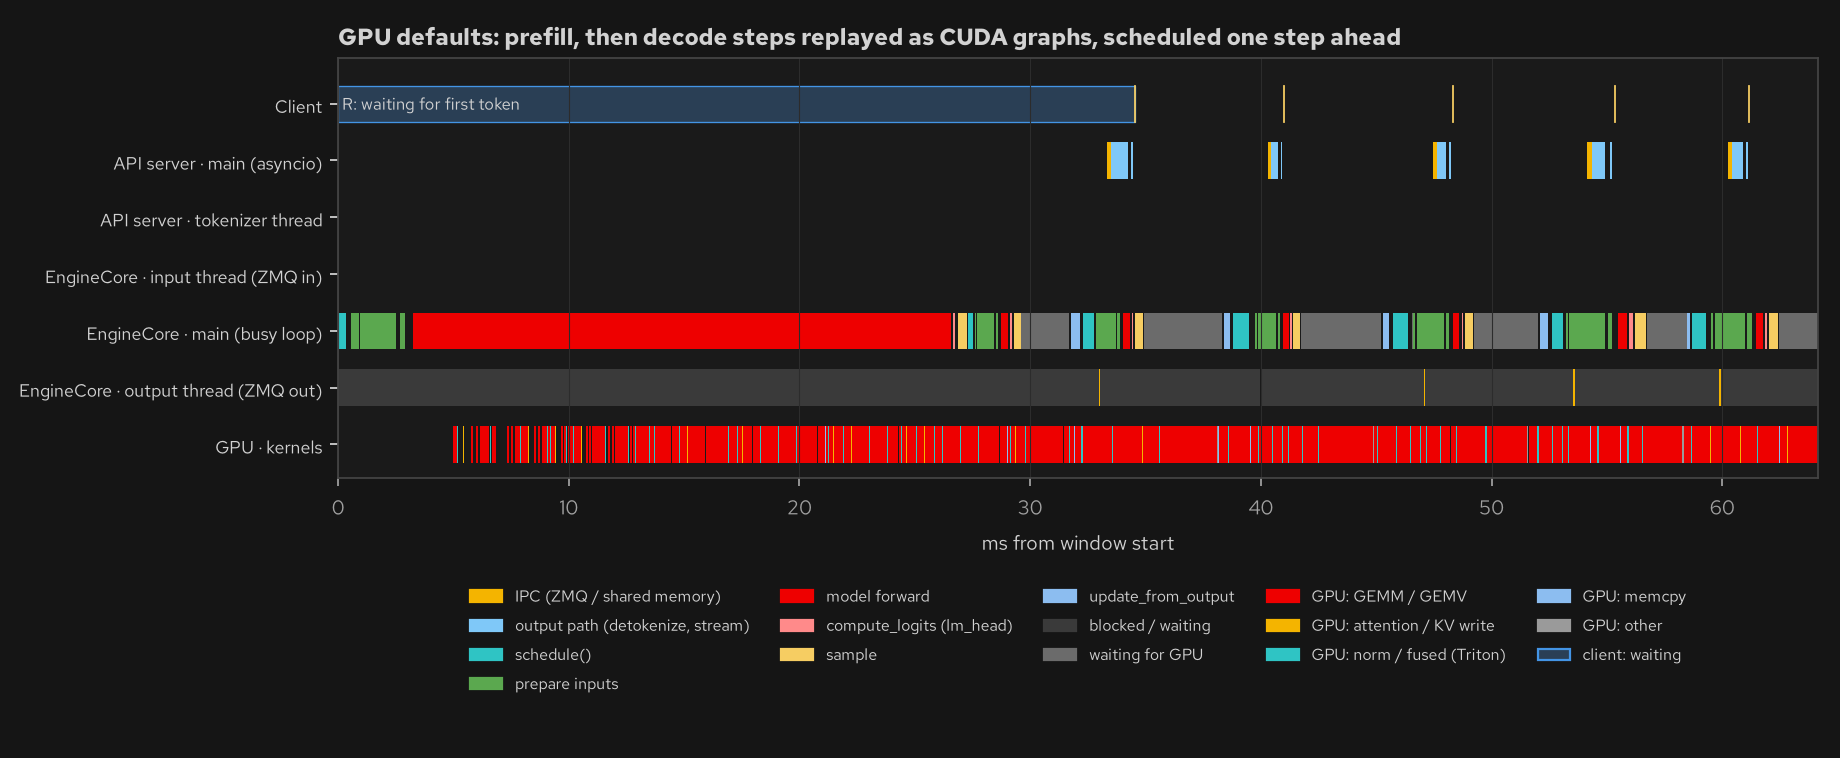 GPU defaults: prefill, then decode steps replayed as CUDA graphs, scheduled one step ahead
Client
R: waiting for first token
API server · main (asyncio)
API server · tokenizer thread
EngineCore · input thread (ZMQ in)
EngineCore · main (busy loop)
EngineCore · output thread (ZMQ out)
GPU · kernels
0 10 20 30 40 50 60
ms from window start
IPC (ZMQ / shared memory) model forward update_from_output GPU: GEMM / GEMV GPU: memcpy
output path (detokenize, stream) compute_logits (lm_head) blocked / waiting GPU: attention / KV write GPU: other
schedule() sample waiting for GPU GPU: norm / fused (Triton) client: waiting
prepare inputs